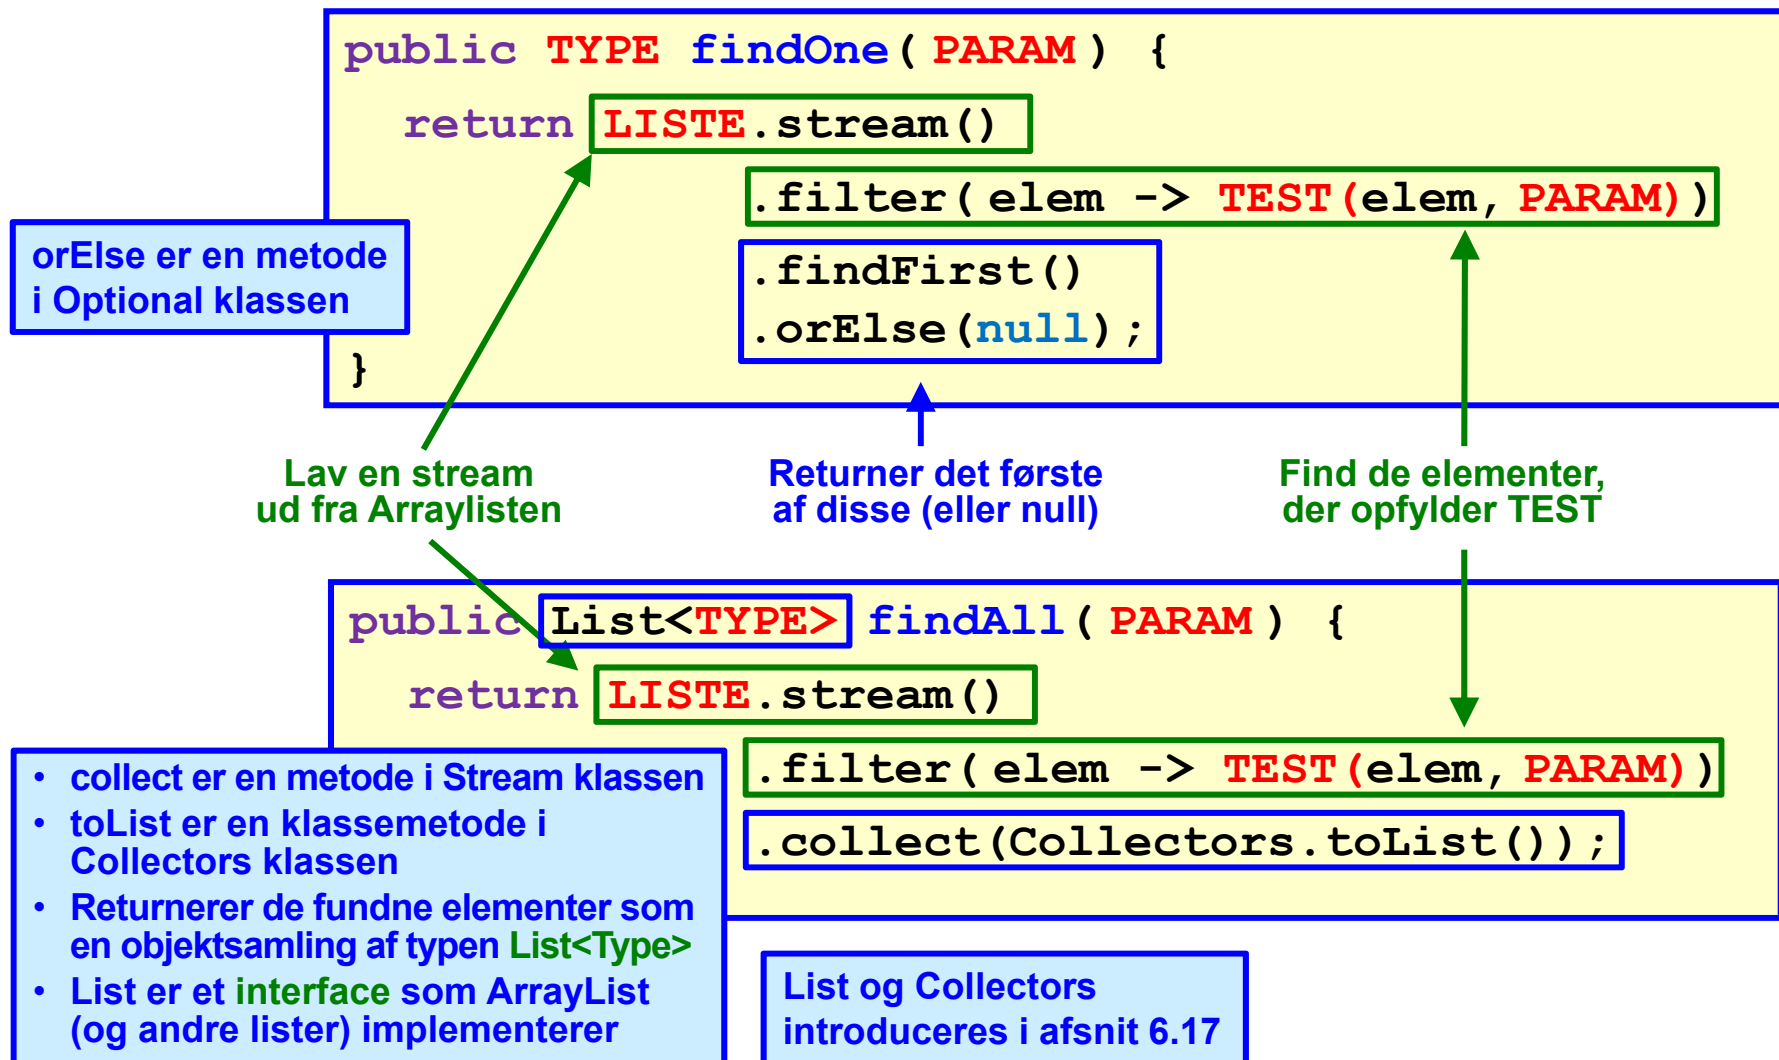 public TYPE findOne( PARAM ) {
return LISTE.stream()
.filter( elem -> TEST(elem, PARAM))
.findFirst()
.orElse(null);
}
orElse er en metode
i Optional klassen
Lav en stream
ud fra Arraylisten
Returner det første
af disse (eller null)
Find de elementer,
der opfylder TEST
public List<TYPE> findAll( PARAM ) {
return LISTE.stream()
.filter( elem -> TEST(elem, PARAM))
.collect(Collectors.toList());
• collect er en metode i Stream klassen
• toList er en klassemetode i
Collectors klassen
• Returnerer de fundne elementer som
en objektsamling af typen List<Type>
• List er et interface som ArrayList
(og andre lister) implementerer
List og Collectors
introduceres i afsnit 6.17